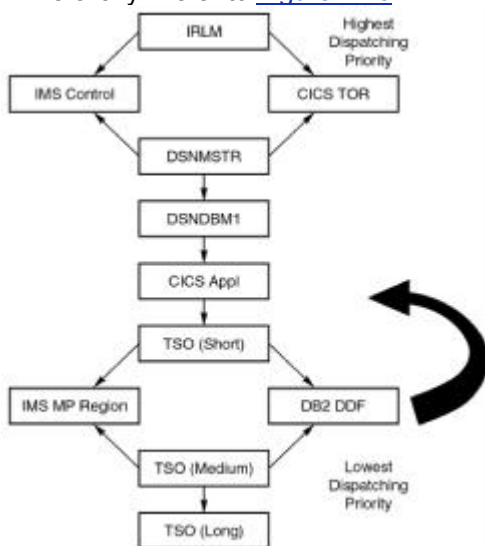 IRLM
Highest
Dispatching
Priority
IMS Control
CICS TOR
DSNMSTR
DSNDBM1
CICS Appl
TSO (Short)
IMS MP Region
DB2 DDF
TSO (Medium)
Lowest
Dispatching
Priority
TSO (Long)